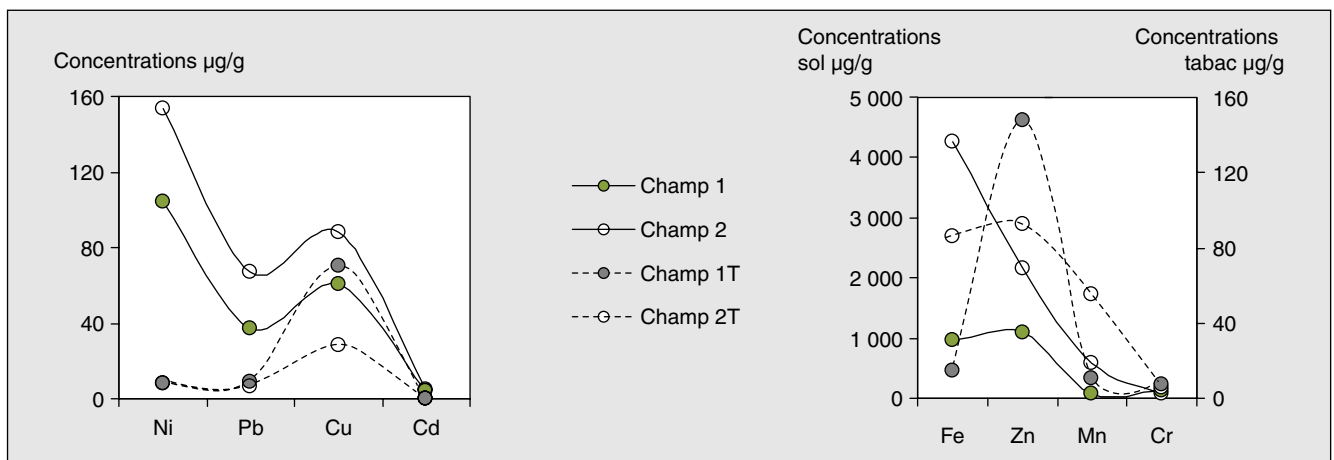 Concentrations µg/g
160
120
80
40
0
Ni Pb Cu Cd
Champ 1
Champ 2
Champ 1T
Champ 2T
Concentrations
sol µg/g
Concentrations
tabac µg/g
5 000
4 000
3 000
2 000
1 000
0
160
120
80
40
0
Fe Zn Mn Cr